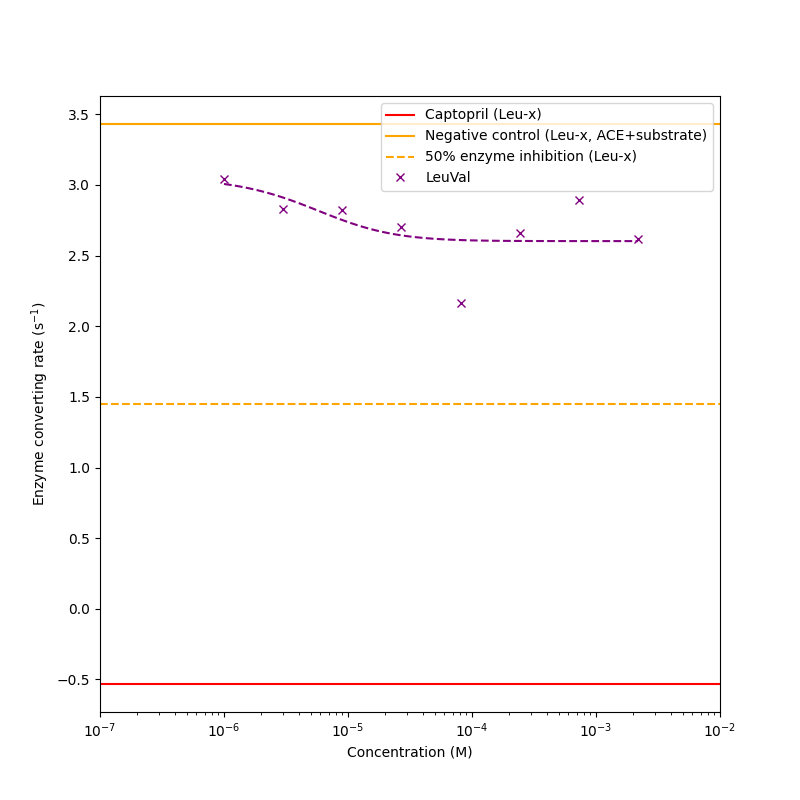 Captopril (Leu-x)
Negative control (Leu-x, ACE+substrate)
50% enzyme inhibition (Leu-x)
LeuVal
3.5
3.0
2.5
2.0
1.5
1.0
0.5
0.0
−0.5
Enzyme converting rate (s⁻¹)
10⁻⁷ 10⁻⁶ 10⁻⁵ 10⁻⁴ 10⁻³ 10⁻²
Concentration (M)